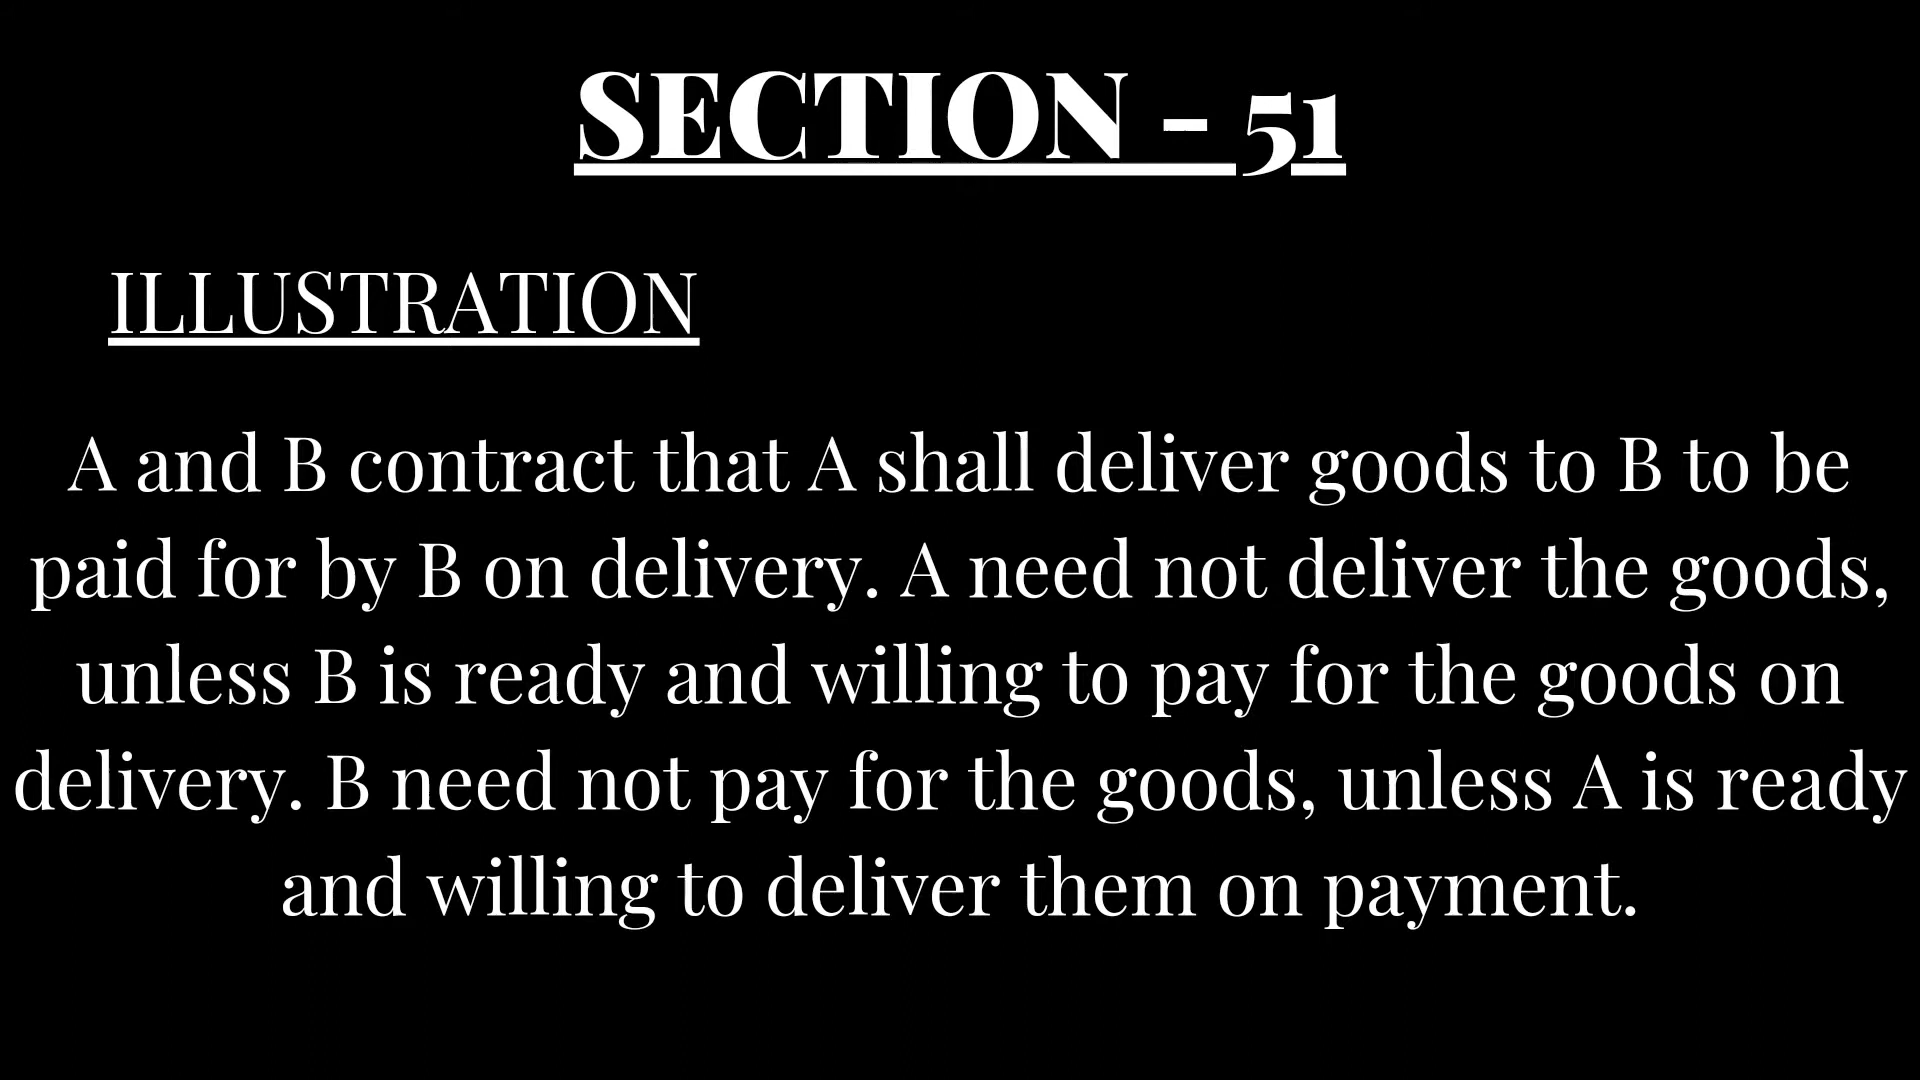 SECTION - 51
ILLUSTRATION
A and B contract that A shall deliver goods to B to be
paid for by B on delivery. A need not deliver the goods,
unless B is ready and willing to pay for the goods on
delivery. B need not pay for the goods, unless A is ready
and willing to deliver them on payment.